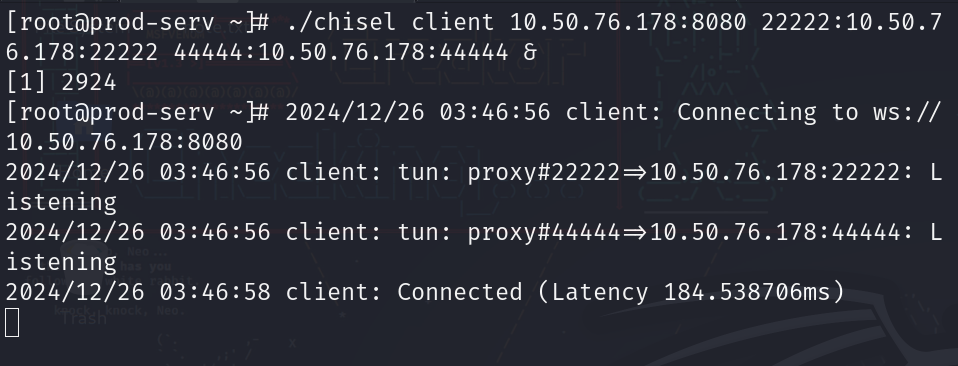 [root@prod-serv ~]# ./chisel client 10.50.76.178:8080 22222:10.50.7
6.178:22222 44444:10.50.76.178:44444 &
[1] 2924
[root@prod-serv ~]# 2024/12/26 03:46:56 client: Connecting to ws://
10.50.76.178:8080
2024/12/26 03:46:56 client: tun: proxy#22222=>10.50.76.178:22222: L
istening
2024/12/26 03:46:56 client: tun: proxy#44444=>10.50.76.178:44444: L
istening
2024/12/26 03:46:58 client: Connected (Latency 184.538706ms)
Trash